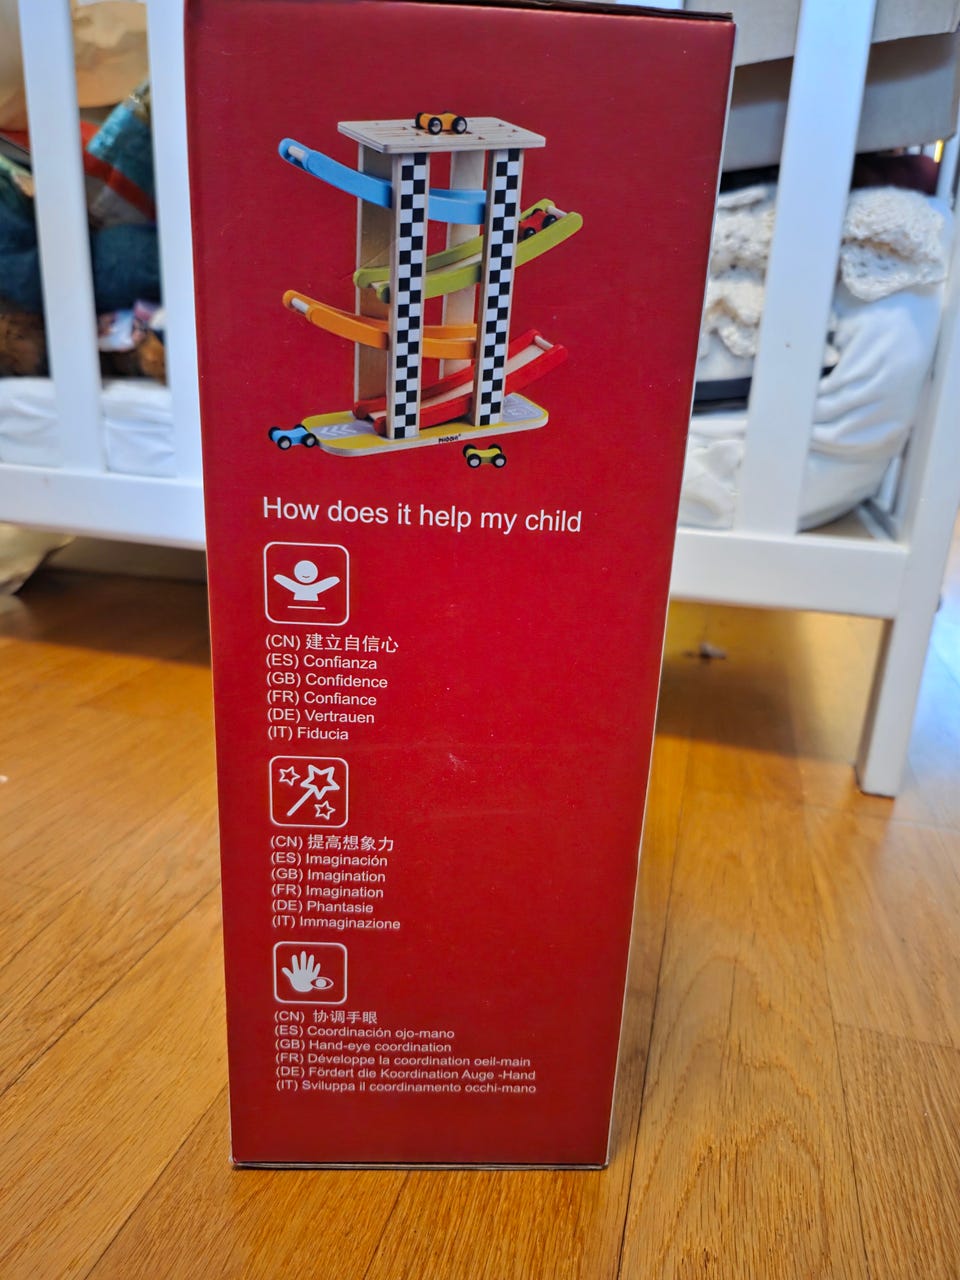 How does it help my child
(CN) 建立自信心
(ES) Confianza
(GB) Confidence
(FR) Confiance
(DE) Vertrauen
(IT) Fiducia
(CN) 提高想象力
(ES) Imaginación
(GB) Imagination
(FR) Imagination
(DE) Phantasie
(IT) Immaginazione
(CN) 协调手眼
(ES) Coordinación ojo-mano
(GB) Hand-eye coordination
(FR) Développe la coordination oeil-main
(DE) Fördert die Koordination Auge -Hand
(IT) Sviluppa il coordinamento occhi-mano